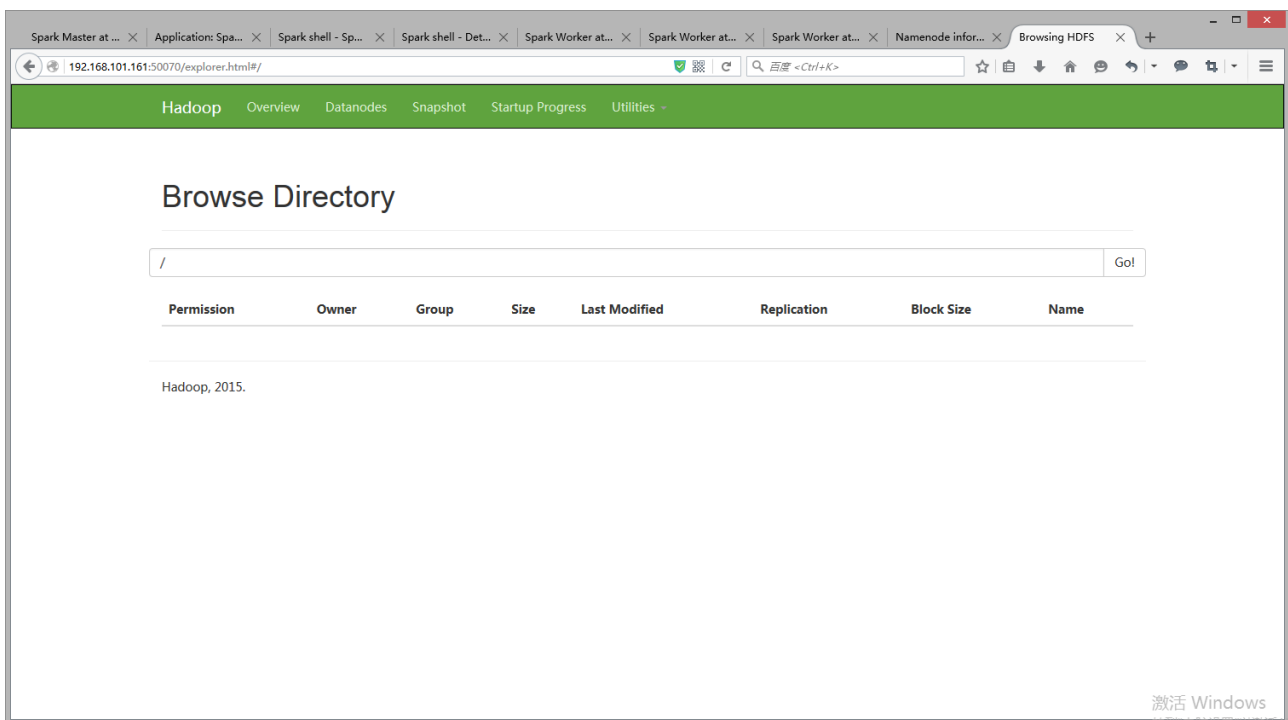 Spark Master at ... Application: Spa... Spark shell - Sp... Spark shell - Det... Spark Worker at... Spark Worker at... Spark Worker at... Namenode infor... Browsing HDFS
192.168.101.161:50070/explorer.html#/ 百度 <Ctrl+K>
Hadoop Overview Datanodes Snapshot Startup Progress Utilities
Browse Directory
/ Go!
Permission Owner Group Size Last Modified Replication Block Size Name
Hadoop, 2015.
激活 Windows